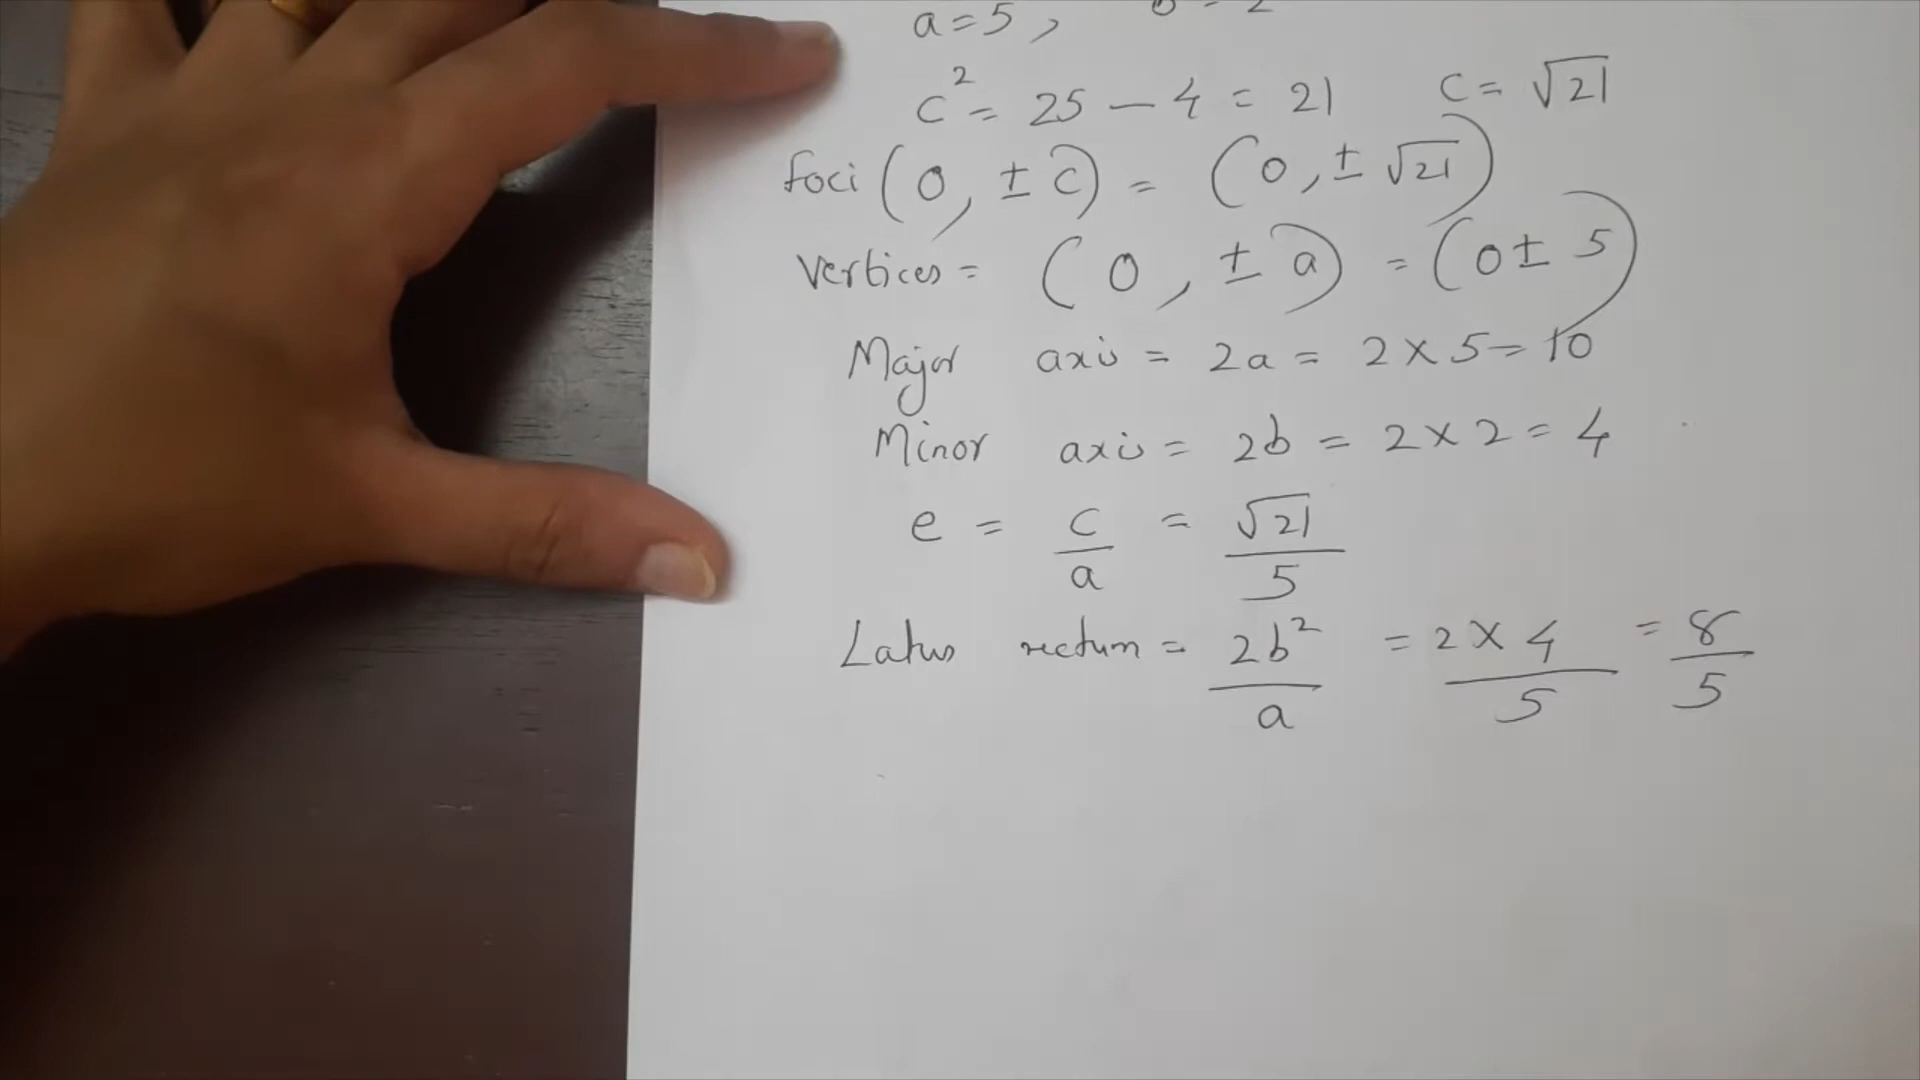 a = 5 , b = 2
c² = 25 - 4 = 21 c = √21
foci (0, ± c) = (0, ± √21)
Vertices = (0, ± a) = (0 ± 5)
Major axis = 2a = 2 × 5 = 10
Minor axis = 2b = 2 × 2 = 4
e = c/a = √21/5
Latus rectum = 2b²/a = 2 × 4/5 = 8/5